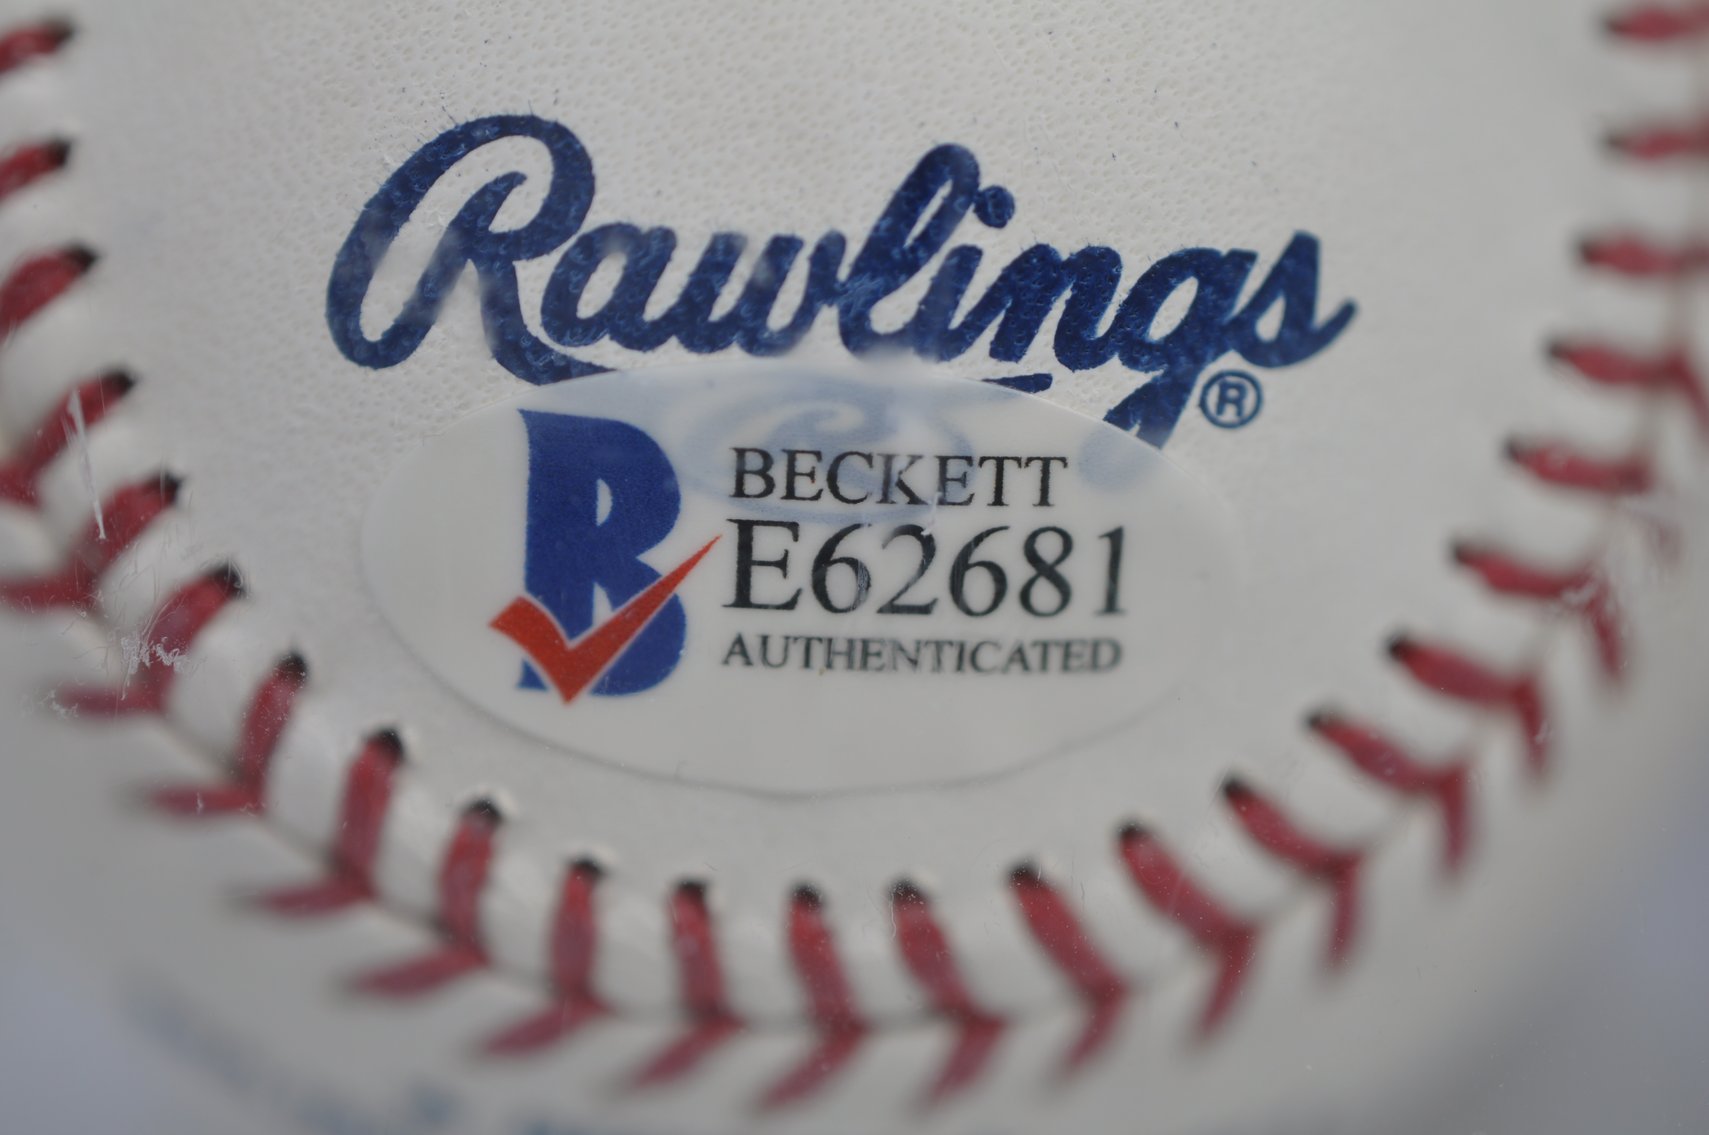 Rawlings
®
BECKETT
E62681
AUTHENTICATED